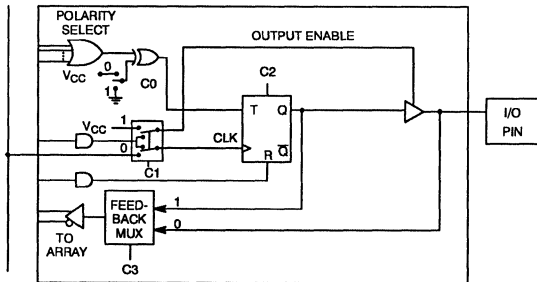 POLARITY
SELECT
OUTPUT ENABLE
VCC
0
C0
1
C2
T Q
I/O
PIN
VCC
1
CLK
0
Q
R
C1
FEED-
BACK
MUX
1
0
TO
ARRAY
C3